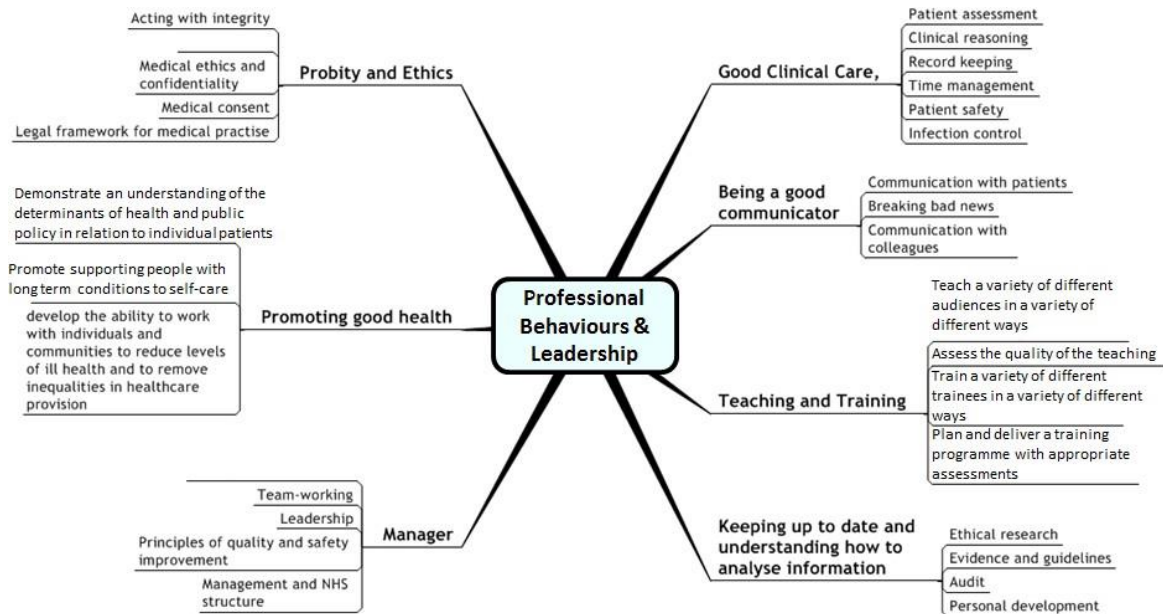 Acting with integrity
Medical ethics and
confidentiality
Medical consent
Legal framework for medical practise
Probity and Ethics
Demonstrate an understanding of the
determinants of health and public
policy in relation to individual patients
Promote supporting people with
long term conditions to self-care
develop the ability to work
with individuals and
communities to reduce levels
of ill health and to remove
inequalities in healthcare
provision
Promoting good health
Team-working
Leadership
Principles of quality and safety
improvement
Management and NHS
structure
Manager
Professional
Behaviours &
Leadership
Good Clinical Care,
Patient assessment
Clinical reasoning
Record keeping
Time management
Patient safety
Infection control
Being a good
communicator
Communication with patients
Breaking bad news
Communication with
colleagues
Teaching and Training
Teach a variety of different
audiences in a variety of
different ways
Assess the quality of the teaching
Train a variety of different
trainees in a variety of different
ways
Plan and deliver a training
programme with appropriate
assessments
Keeping up to date and
understanding how to
analyse information
Ethical research
Evidence and guidelines
Audit
Personal development